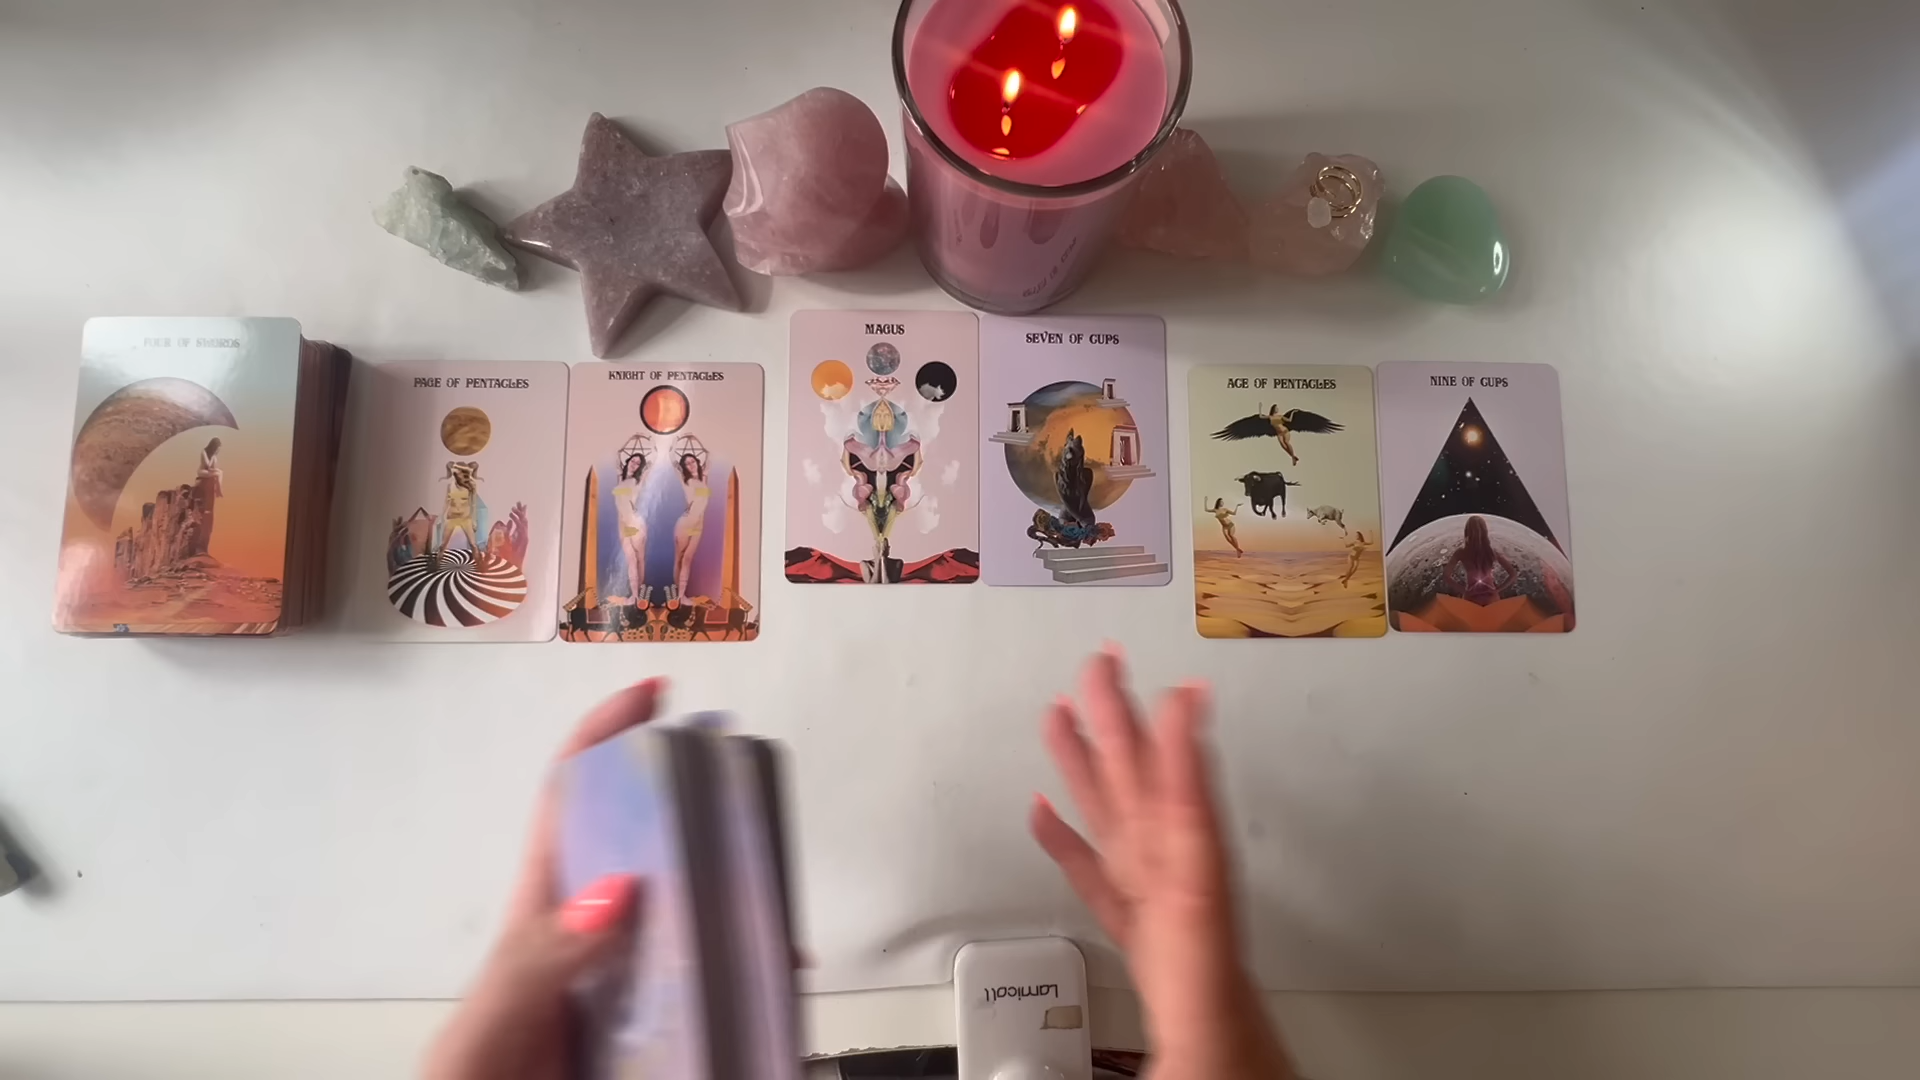 FOUR OF SWORDS
PAGE OF PENTACLES
KNIGHT OF PENTACLES
MAGUS
SEVEN OF CUPS
ACE OF PENTACLES
NINE OF CUPS
Lamicall